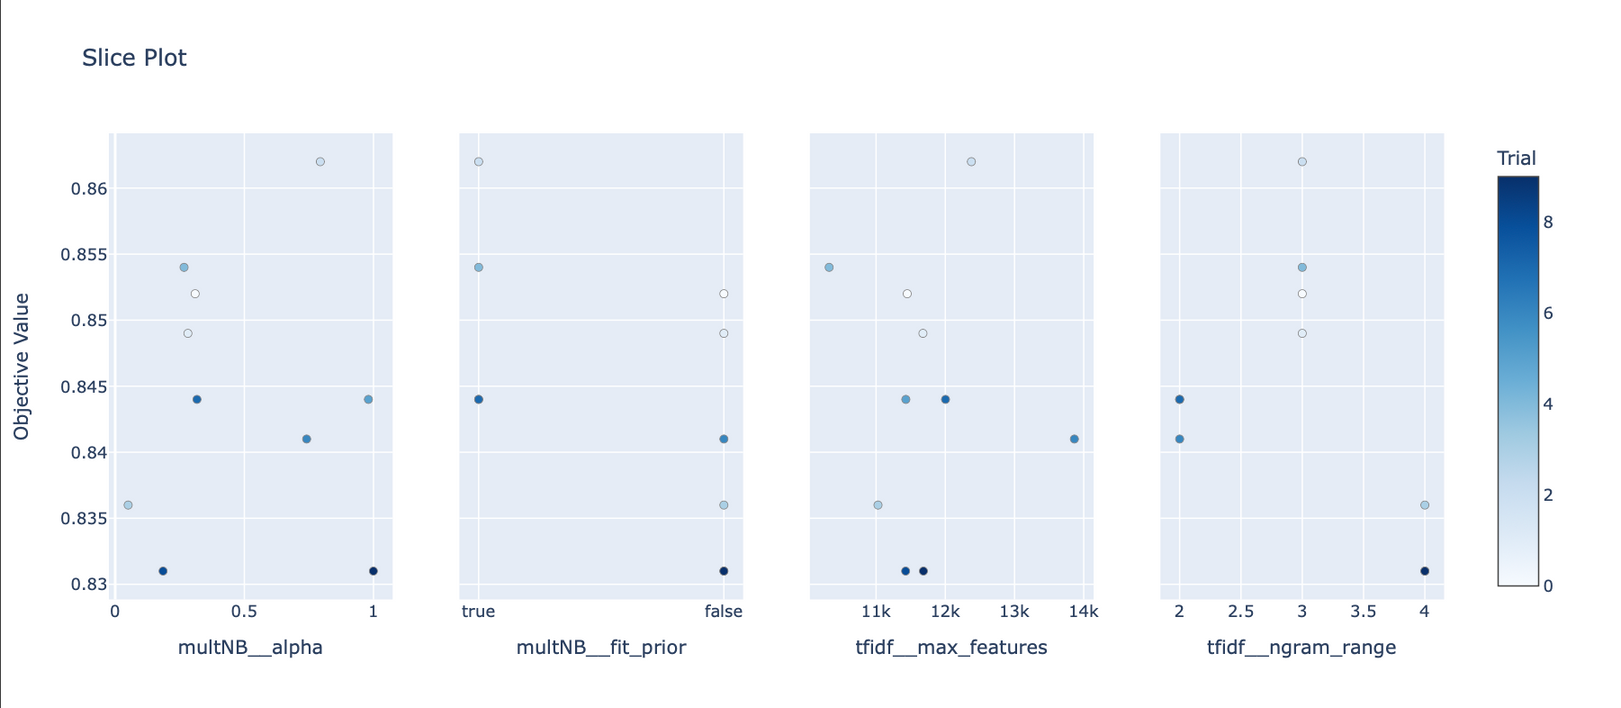 Slice Plot
Objective Value
0.86
0.855
0.85
0.845
0.84
0.835
0.83
0 0.5 1
multNB__alpha
true false
multNB__fit_prior
11k 12k 13k 14k
tfidf__max_features
2 2.5 3 3.5 4
tfidf__ngram_range
Trial
8
6
4
2
0